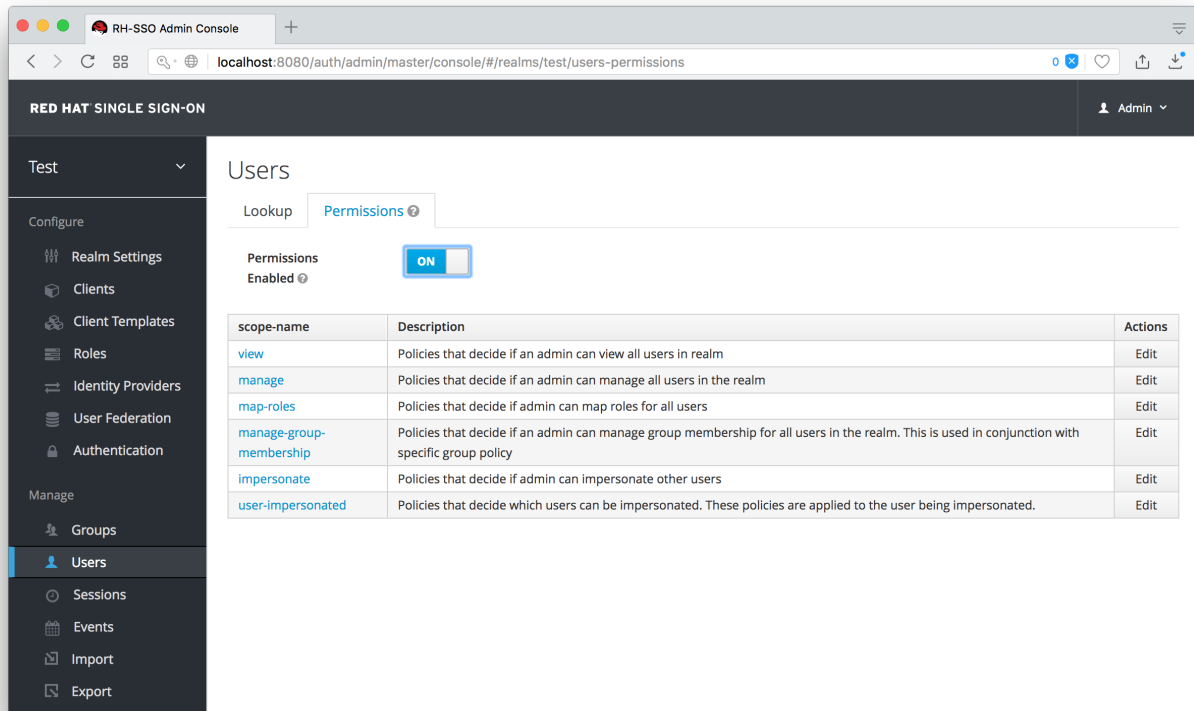 RH-SSO Admin Console
localhost:8080/auth/admin/master/console/#/realms/test/users-permissions
0
RED HAT SINGLE SIGN-ON
Admin
Test
Configure
Realm Settings
Clients
Client Templates
Roles
Identity Providers
User Federation
Authentication
Manage
Groups
Users
Sessions
Events
Import
Export
Users
Lookup
Permissions ?
Permissions
Enabled ?
ON
scope-name Description Actions
view Policies that decide if an admin can view all users in realm Edit
manage Policies that decide if an admin can manage all users in the realm Edit
map-roles Policies that decide if admin can map roles for all users Edit
manage-group- Policies that decide if an admin can manage group membership for all users in the realm. This is used in conjunction with Edit
membership specific group policy
impersonate Policies that decide if admin can impersonate other users Edit
user-impersonated Policies that decide which users can be impersonated. These policies are applied to the user being impersonated. Edit